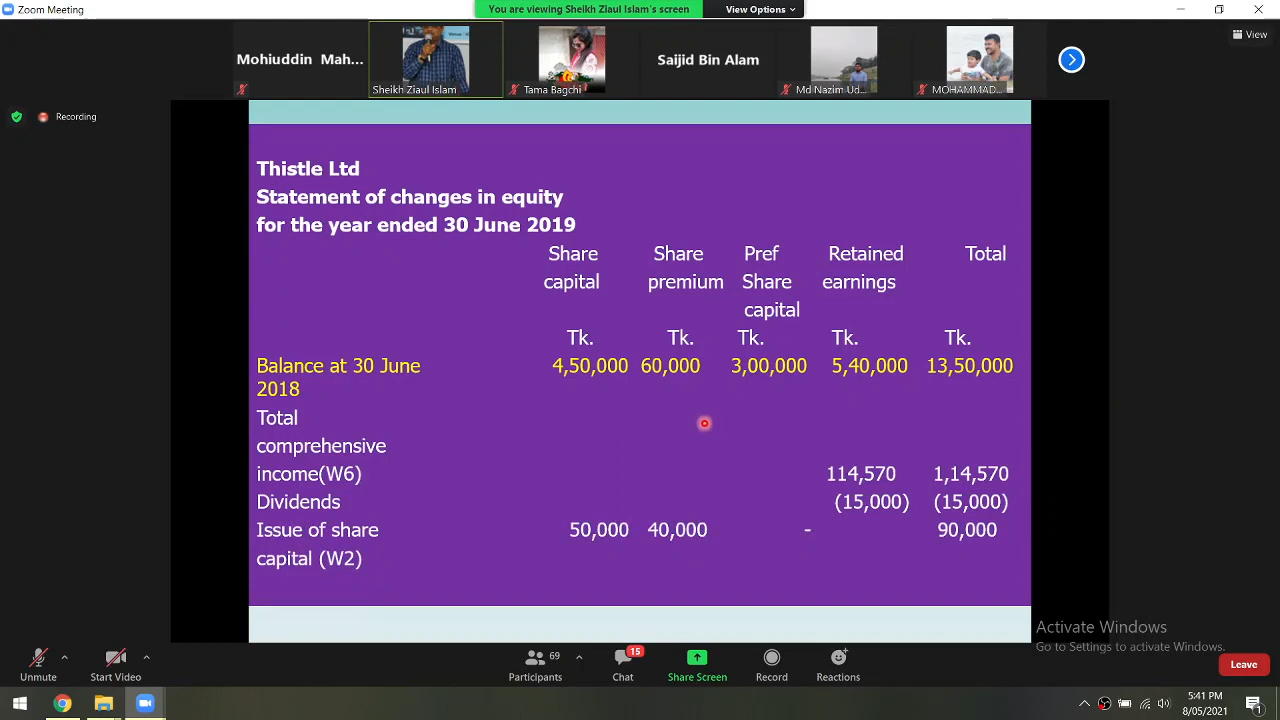 Zoom Meeting
You are viewing Sheikh Ziaul Islam's screen View Options
Mohiuddin Mah... Saijid Bin Alam View
Sheikh Ziaul Islam Tama Bagchi Md Nazim Ud... MOHAMMAD...
Recording
Thistle Ltd
Statement of changes in equity
for the year ended 30 June 2019
Share Share Pref Retained Total
capital premium Share earnings
capital
Tk. Tk. Tk. Tk. Tk.
Balance at 30 June 4,50,000 60,000 3,00,000 5,40,000 13,50,000
2018
Total
comprehensive
income(W6) 114,570 1,14,570
Dividends (15,000) (15,000)
Issue of share 50,000 40,000 - 90,000
capital (W2)
Activate Windows
Go to Settings to activate Windows.
69 15
Unmute Start Video Participants Chat Share Screen Record Reactions Leave
5:41 PM
8/05/2021
1